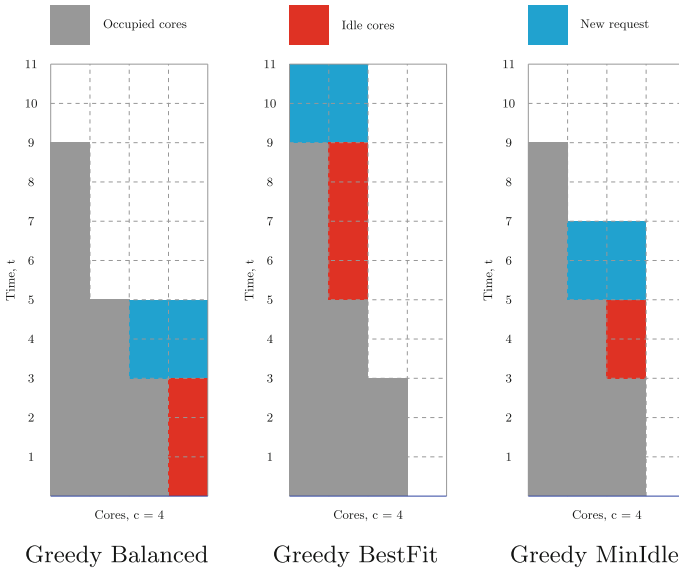 Occupied cores
Idle cores
New request
11
10
9
8
7
6
5
4
3
2
1
Time, t
Cores, c = 4
Greedy Balanced
11
10
9
8
7
6
5
4
3
2
1
Time, t
Cores, c = 4
Greedy BestFit
11
10
9
8
7
6
5
4
3
2
1
Time, t
Cores, c = 4
Greedy MinIdle